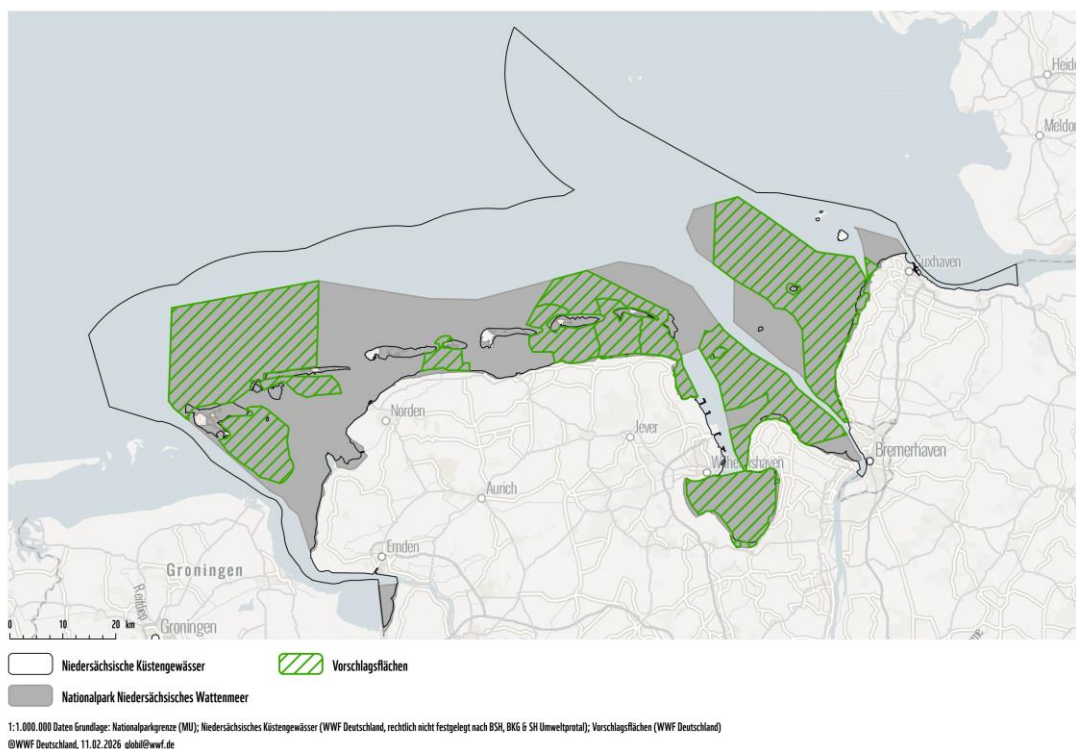 Heide
Meldorf
Cuxhaven
Norden
Jever
Bremerhaven
Aurich
Emden
Groningen
Groningen
0 10 20 km
Niedersächsische Küstengewässer
Vorschlagsflächen
Nationalpark Niedersächsisches Wattenmeer
1:1.000.000 Daten Grundlage: Nationalparkgrenze (MU); Niedersächsisches Küstengewässer (WWF Deutschland, rechtlich nicht festgelegt nach BSH, BKG & SH Umweltprotal); Vorschlagsflächen (WWF Deutschland)
©WWF Deutschland, 11.02.2026 globil@wwf.de